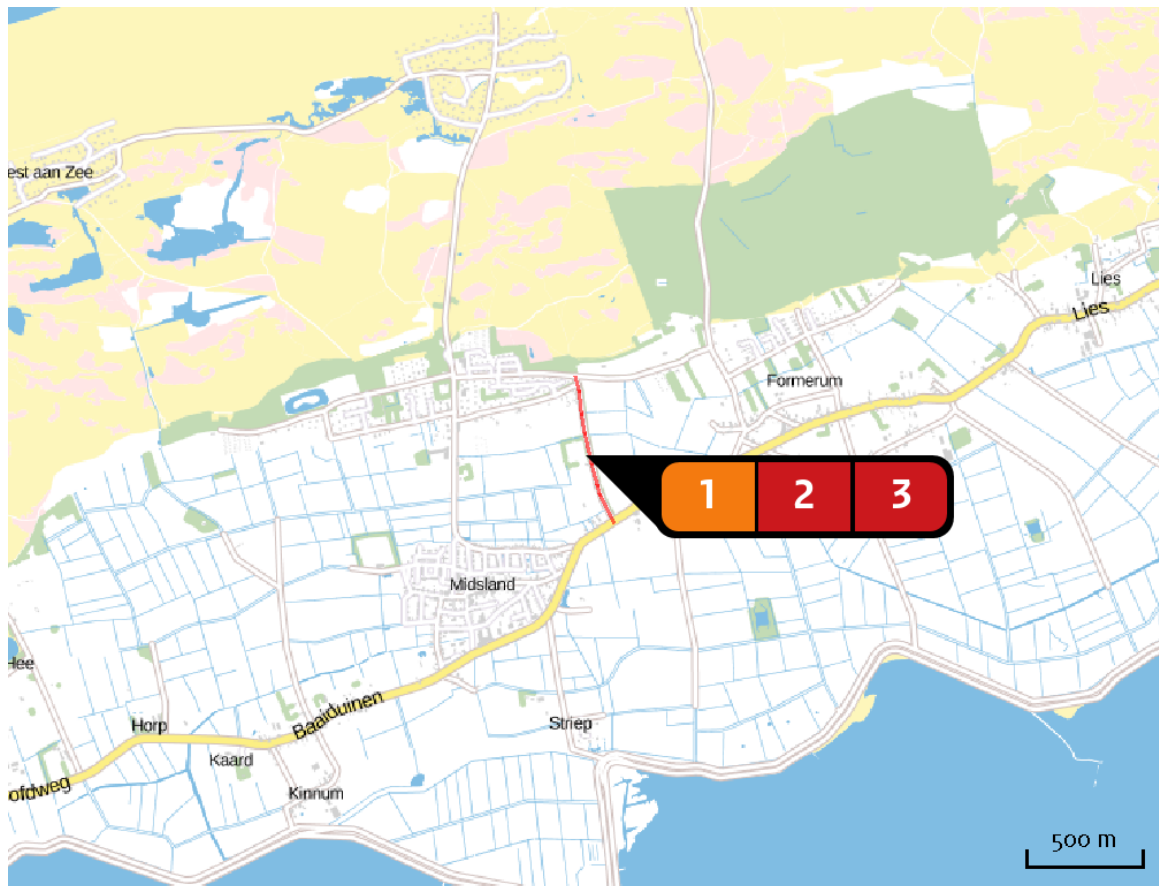 est aan Zee
Lies
Lies
Formerum
1 2 3
Midsland
Hee
Horp
Baaiduinen
Striep
Kaard
ofdweg
Kinnum
500 m